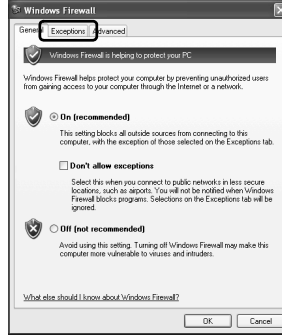 Windows Firewall
General Exceptions Advanced
Windows Firewall is helping to protect your PC
Windows Firewall helps protect your computer by preventing unauthorized users
from gaining access to your computer through the Internet or a network.
On (recommended)
This setting blocks all outside sources from connecting to this
computer, with the exception of those selected on the Exceptions tab.
Don't allow exceptions
Select this when you connect to public networks in less secure
locations, such as airports. You will not be notified when Windows
Firewall blocks programs. Selections on the Exceptions tab will be
ignored.
Off (not recommended)
Avoid using this setting. Turning off Windows Firewall may make this
computer more vulnerable to viruses and intruders.
What else should I know about Windows Firewall?
OK Cancel